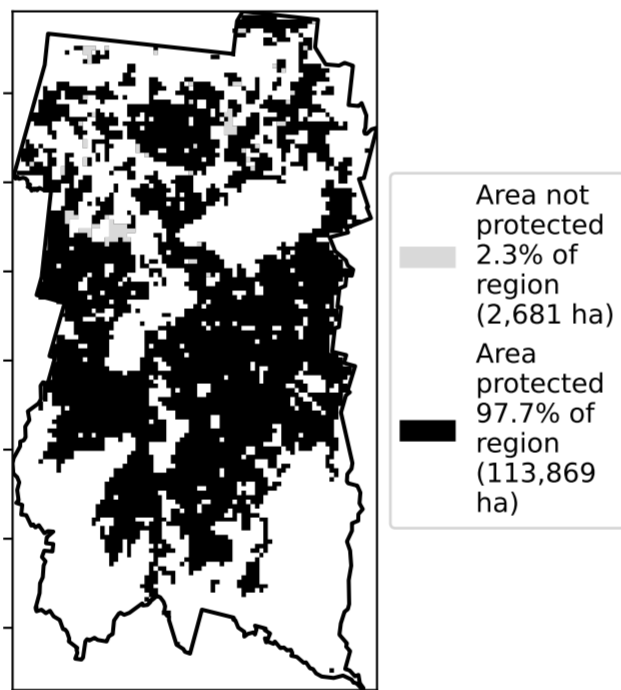 Area not
protected
2.3% of
region
(2,681 ha)
Area
protected
97.7% of
region
(113,869
ha)